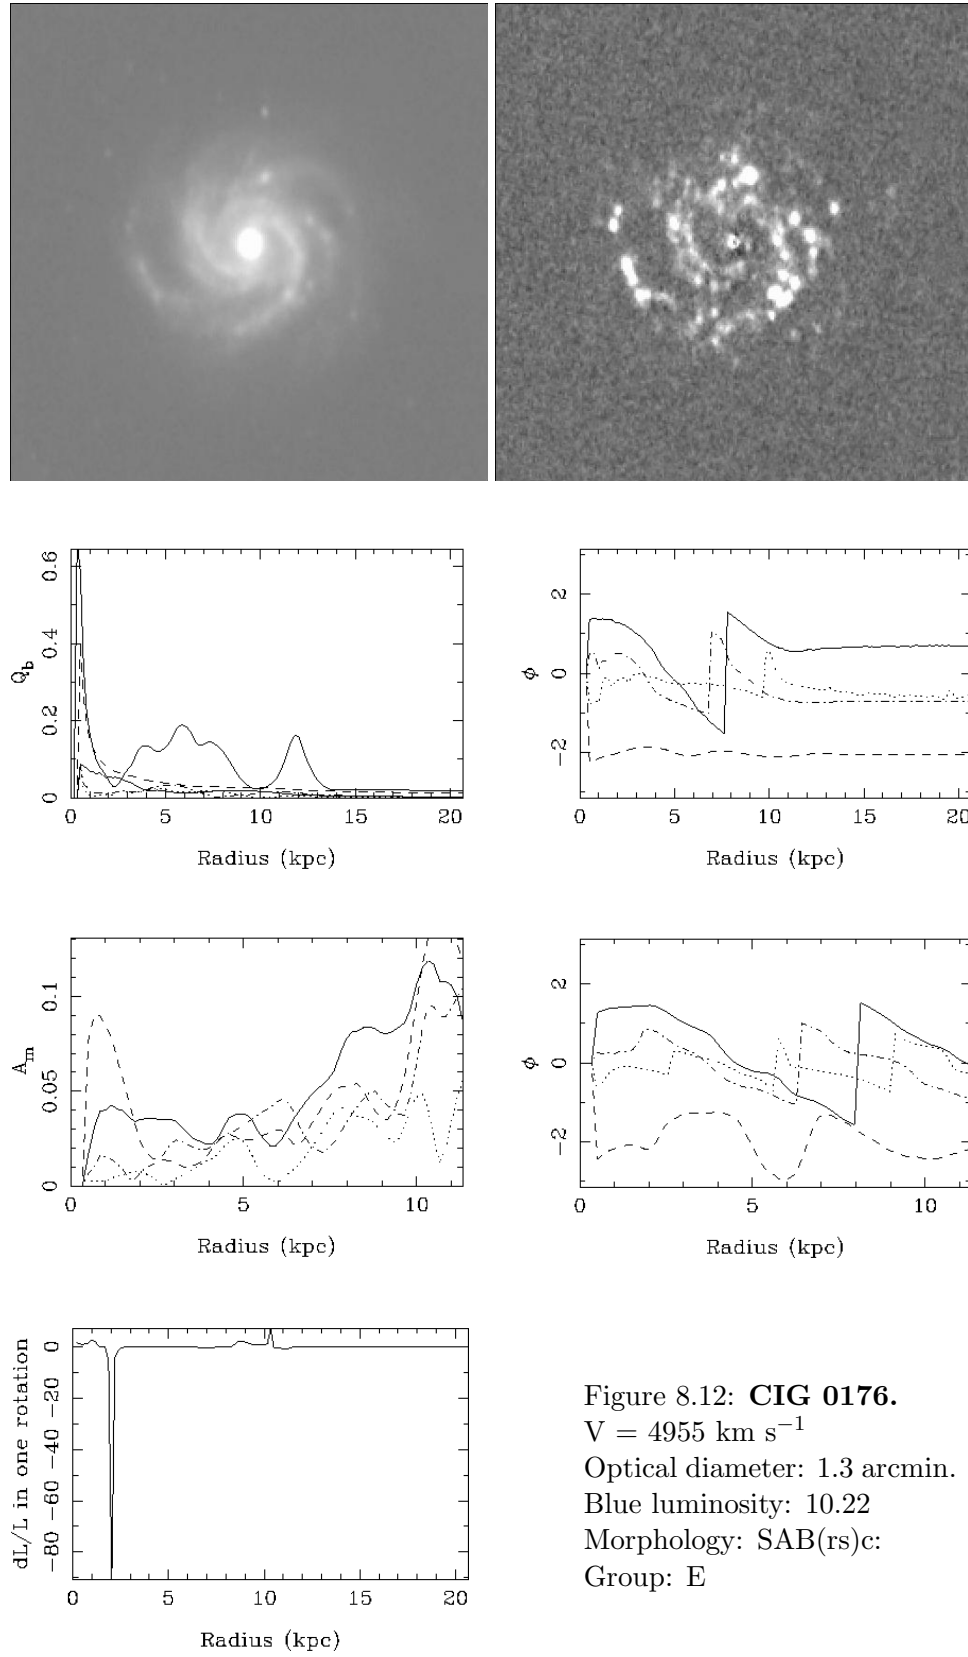 0 0.2 0.4 0.6
Q_b
0 5 10 15 20
Radius (kpc)
−2 0 2
φ
0 5 10 15 20
Radius (kpc)
0 0.05 0.1
A_m
0 5 10
Radius (kpc)
−2 0 2
φ
0 5 10
Radius (kpc)
−80 −60 −40 −20 0
dL/L in one rotation
0 5 10 15 20
Radius (kpc)
Figure 8.12: CIG 0176.
V = 4955 km s⁻¹
Optical diameter: 1.3 arcmin.
Blue luminosity: 10.22
Morphology: SAB(rs)c:
Group: E